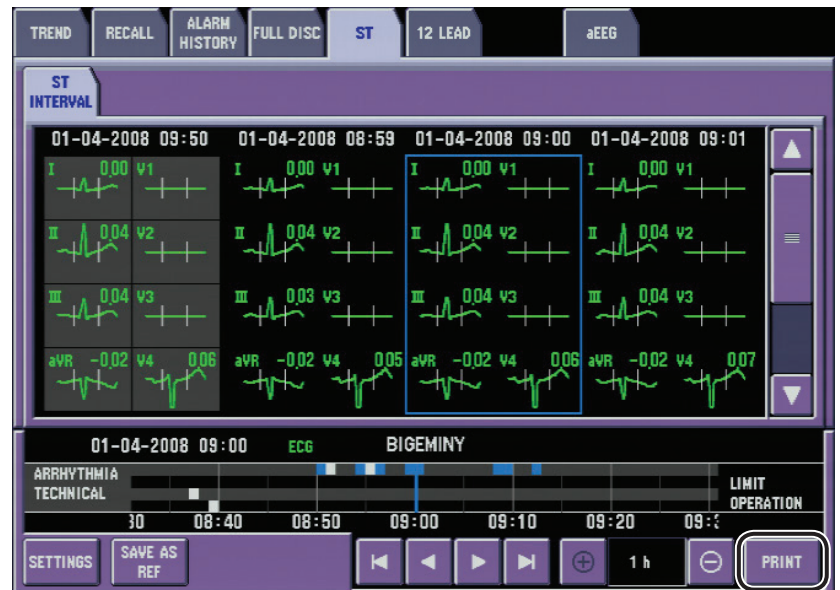 TREND RECALL ALARM HISTORY FULL DISC ST 12 LEAD aEEG
ST INTERVAL
01-04-2008 09:50 01-04-2008 08:59 01-04-2008 09:00 01-04-2008 09:01
I 0.00 V1 I 0.00 V1 I 0.00 V1 I 0.00 V1
II 0.04 V2 II 0.04 V2 II 0.04 V2 II 0.04 V2
III 0.04 V3 III 0.03 V3 III 0.04 V3 III 0.04 V3
aVR -0.02 V4 0.06 aVR -0.02 V4 0.05 aVR -0.02 V4 0.06 aVR -0.02 V4 0.07
01-04-2008 09:00 ECG BIGEMINY
ARRHYTHMIA
TECHNICAL
LIMIT
OPERATION
30 08:40 08:50 09:00 09:10 09:20
SETTINGS SAVE AS REF 1 h PRINT